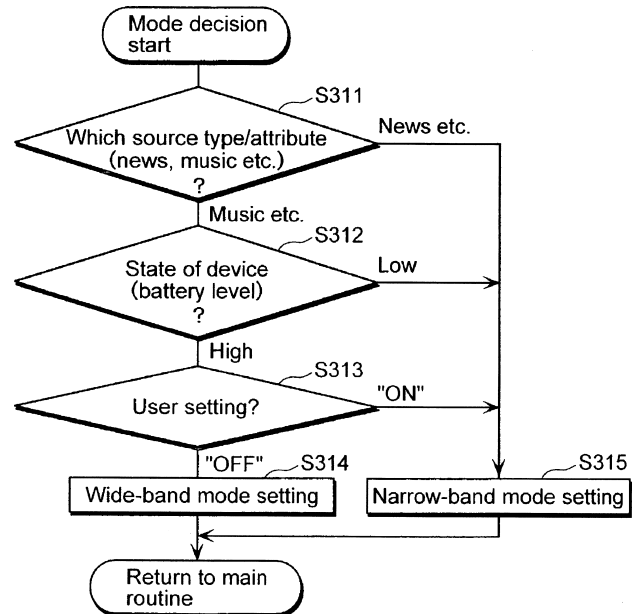 Mode decision
start
S311
Which source type/attribute
(news, music etc.)
?
News etc.
Music etc.
S312
State of device
(battery level)
?
Low
High
S313
User setting?
"ON"
"OFF"
S314
Wide-band mode setting
S315
Narrow-band mode setting
Return to main
routine